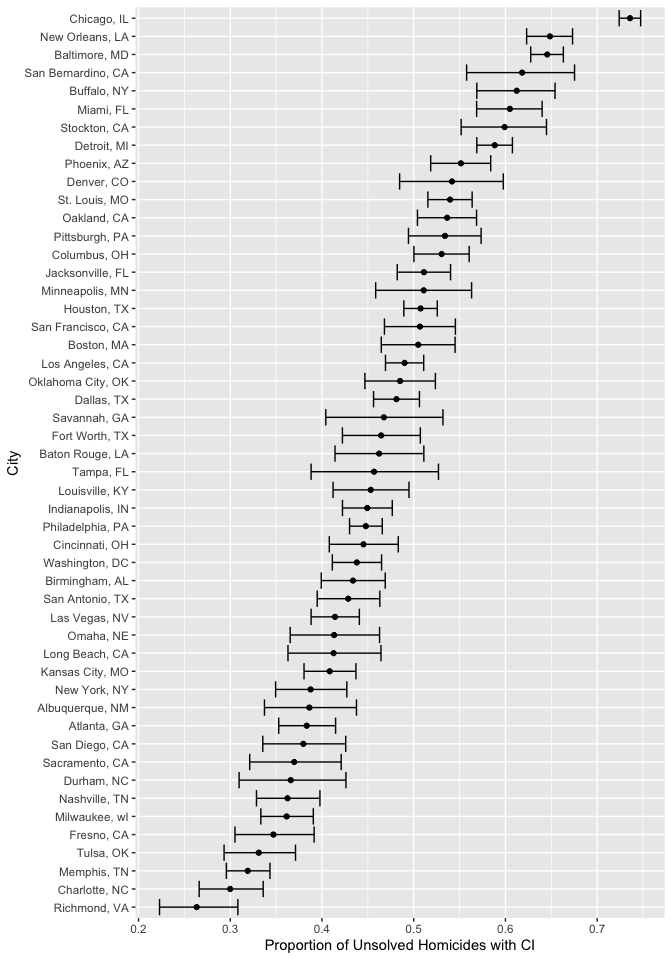 Chicago, IL
New Orleans, LA
Baltimore, MD
San Bernardino, CA
Buffalo, NY
Miami, FL
Stockton, CA
Detroit, MI
Phoenix, AZ
Denver, CO
St. Louis, MO
Oakland, CA
Pittsburgh, PA
Columbus, OH
Jacksonville, FL
Minneapolis, MN
Houston, TX
San Francisco, CA
Boston, MA
Los Angeles, CA
Oklahoma City, OK
Dallas, TX
Savannah, GA
Fort Worth, TX
Baton Rouge, LA
Tampa, FL
Louisville, KY
Indianapolis, IN
Philadelphia, PA
Cincinnati, OH
Washington, DC
Birmingham, AL
San Antonio, TX
Las Vegas, NV
Omaha, NE
Long Beach, CA
Kansas City, MO
New York, NY
Albuquerque, NM
Atlanta, GA
San Diego, CA
Sacramento, CA
Durham, NC
Nashville, TN
Milwaukee, wI
Fresno, CA
Tulsa, OK
Memphis, TN
Charlotte, NC
Richmond, VA
City
0.2 0.3 0.4 0.5 0.6 0.7
Proportion of Unsolved Homicides with CI